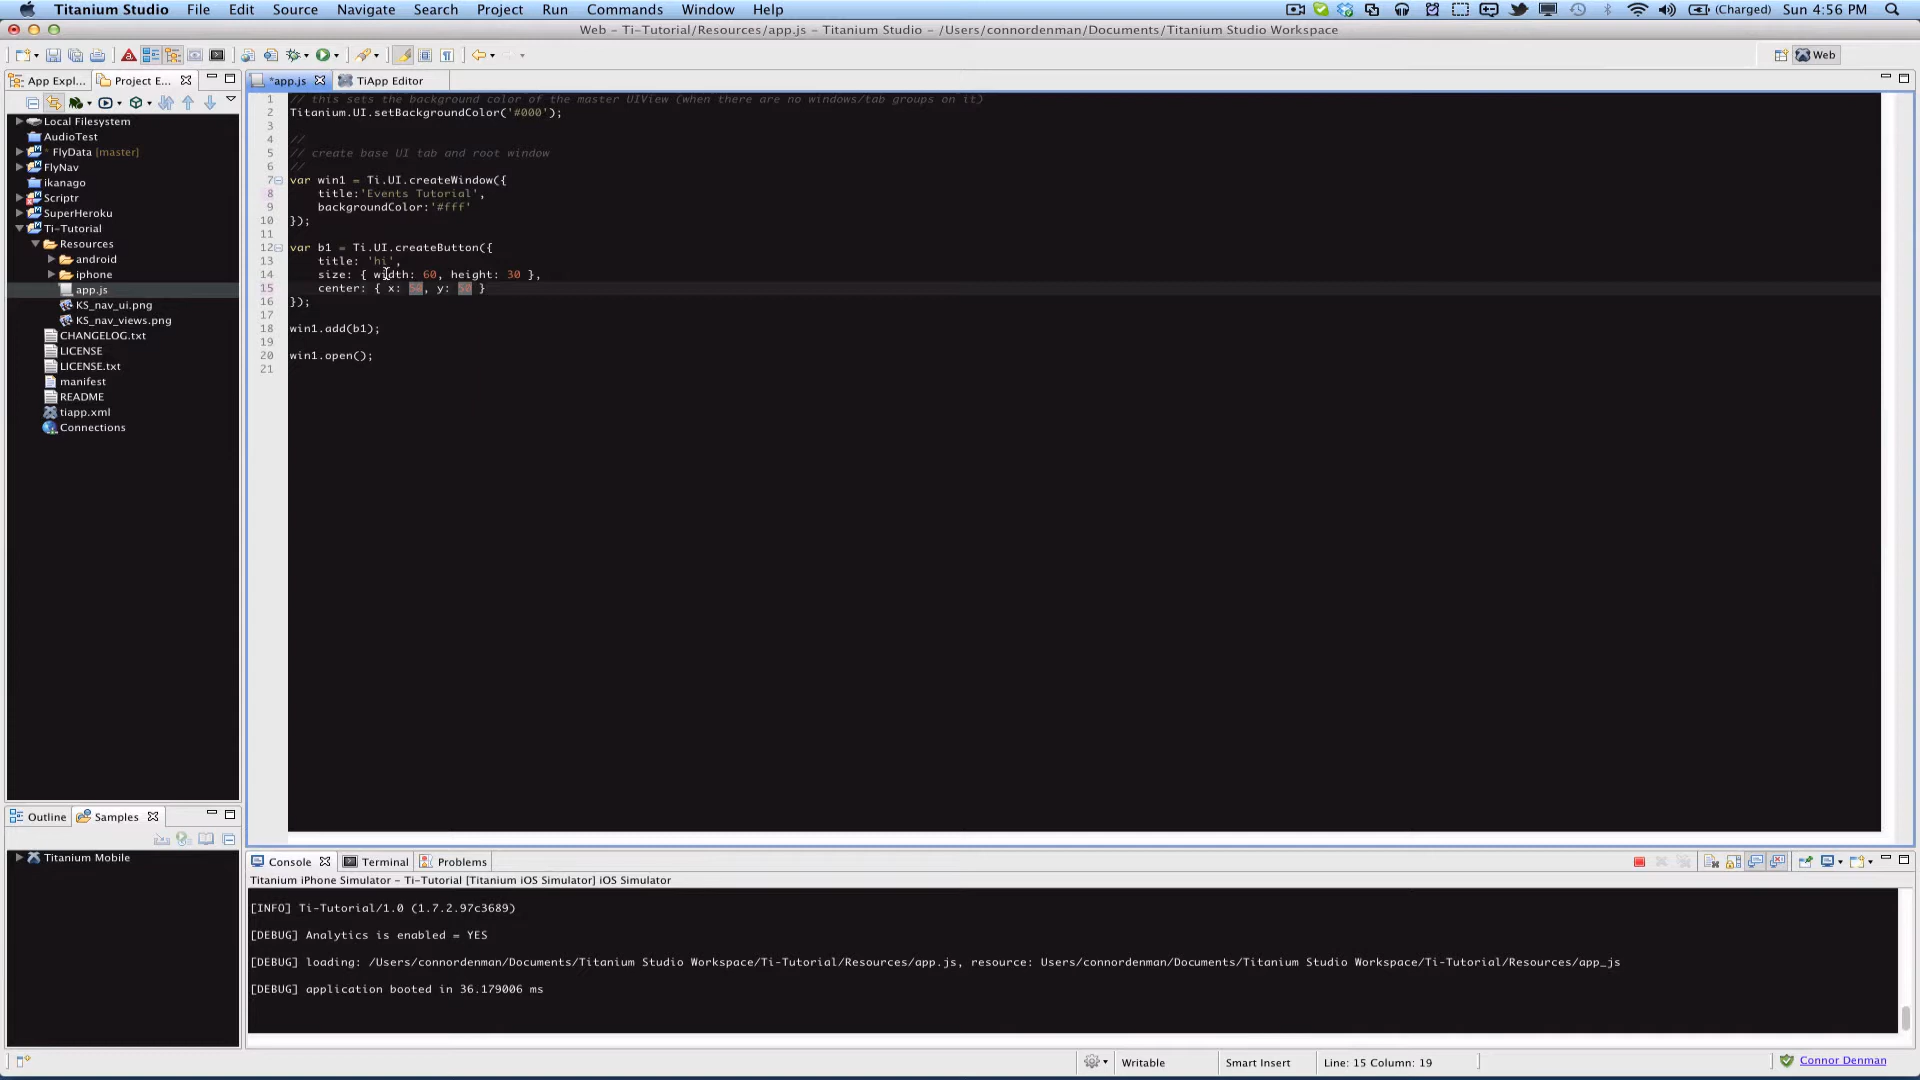 Titanium Studio File Edit Source Navigate Search Project Run Commands Window Help (Charged) Sun 4:56 PM
Web – Ti-Tutorial/Resources/app.js – Titanium Studio – /Users/connordenman/Documents/Titanium Studio Workspace
Web
App Expl... Project E...
*app.js TiApp Editor
Local Filesystem
AudioTest
* FlyData [master]
FlyNav
ikanago
Scriptr
SuperHeroku
Ti-Tutorial
Resources
android
iphone
app.js
KS_nav_ui.png
KS_nav_views.png
CHANGELOG.txt
LICENSE
LICENSE.txt
manifest
README
tiapp.xml
Connections
1 // this sets the background color of the master UIView (when there are no windows/tab groups on it)
2 Titanium.UI.setBackgroundColor('#000');
3
4 //
5 // create base UI tab and root window
6 //
7 var win1 = Ti.UI.createWindow({
8 title:'Events Tutorial',
9 backgroundColor:'#fff'
10 });
11
12 var b1 = Ti.UI.createButton({
13 title: 'hi',
14 size: { width: 60, height: 30 },
15 center: { x: 50, y: 50 }
16 });
17
18 win1.add(b1);
19
20 win1.open();
21
Outline Samples
Titanium Mobile
Console Terminal Problems
Titanium iPhone Simulator – Ti-Tutorial [Titanium iOS Simulator] iOS Simulator
[INFO] Ti-Tutorial/1.0 (1.7.2.97c3689)
[DEBUG] Analytics is enabled = YES
[DEBUG] loading: /Users/connordenman/Documents/Titanium Studio Workspace/Ti-Tutorial/Resources/app.js, resource: Users/connordenman/Documents/Titanium Studio Workspace/Ti-Tutorial/Resources/app_js
[DEBUG] application booted in 36.179006 ms
Writable Smart Insert Line: 15 Column: 19 Connor Denman